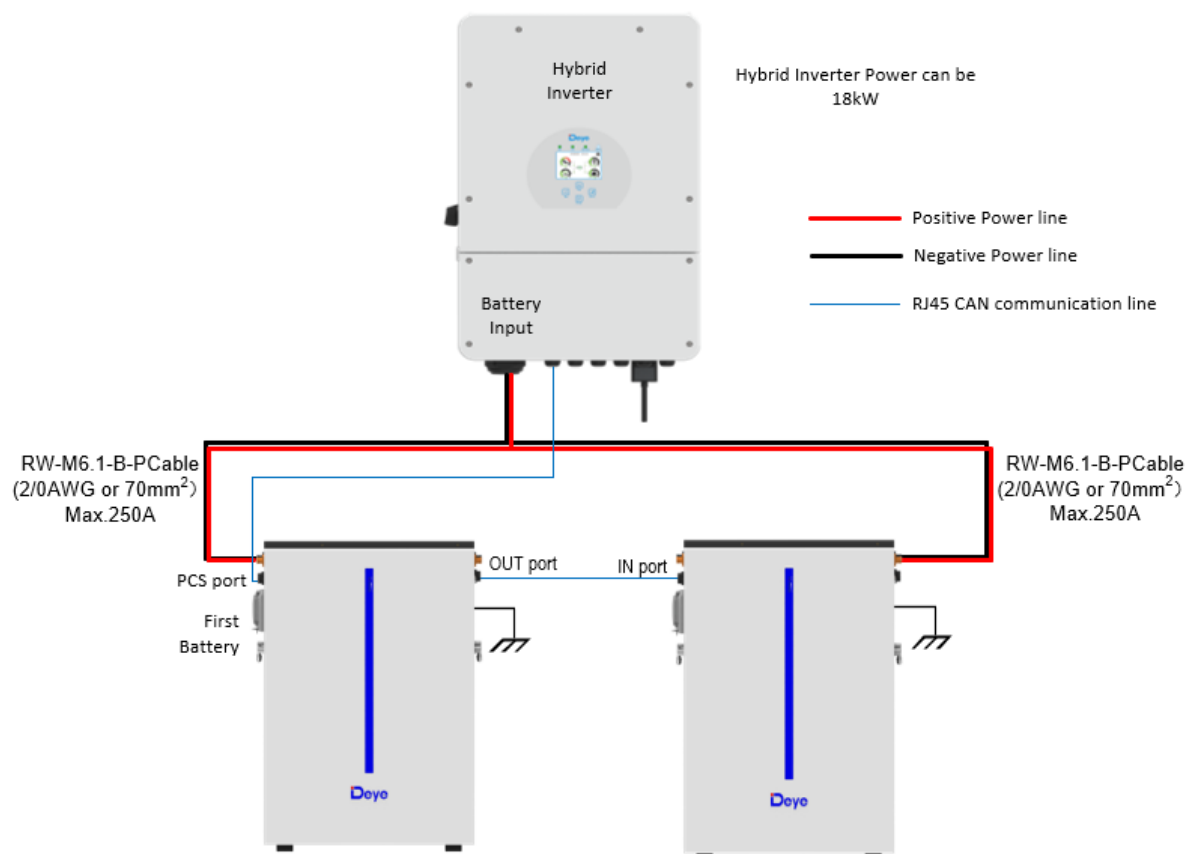 Hybrid
Inverter
Hybrid Inverter Power can be
18kW
Deye
Positive Power line
Negative Power line
RJ45 CAN communication line
Battery
Input
RW-M6.1-B-PCable
(2/0AWG or 70mm²）
Max.250A
RW-M6.1-B-PCable
(2/0AWG or 70mm²）
Max.250A
PCS port
OUT port
IN port
First
Battery
Deye
Deye